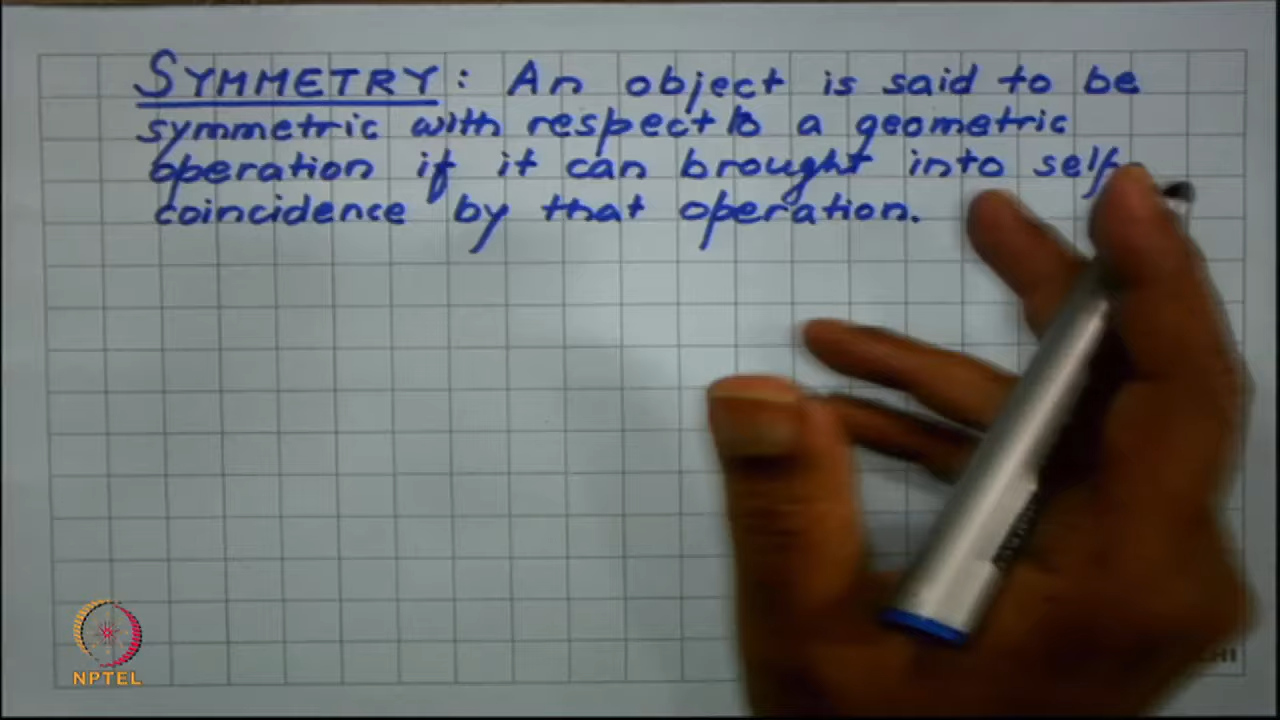 SYMMETRY: An object is said to be
symmetric with respect to a geometric
operation if it can brought into self
coincidence by that operation.
NPTEL